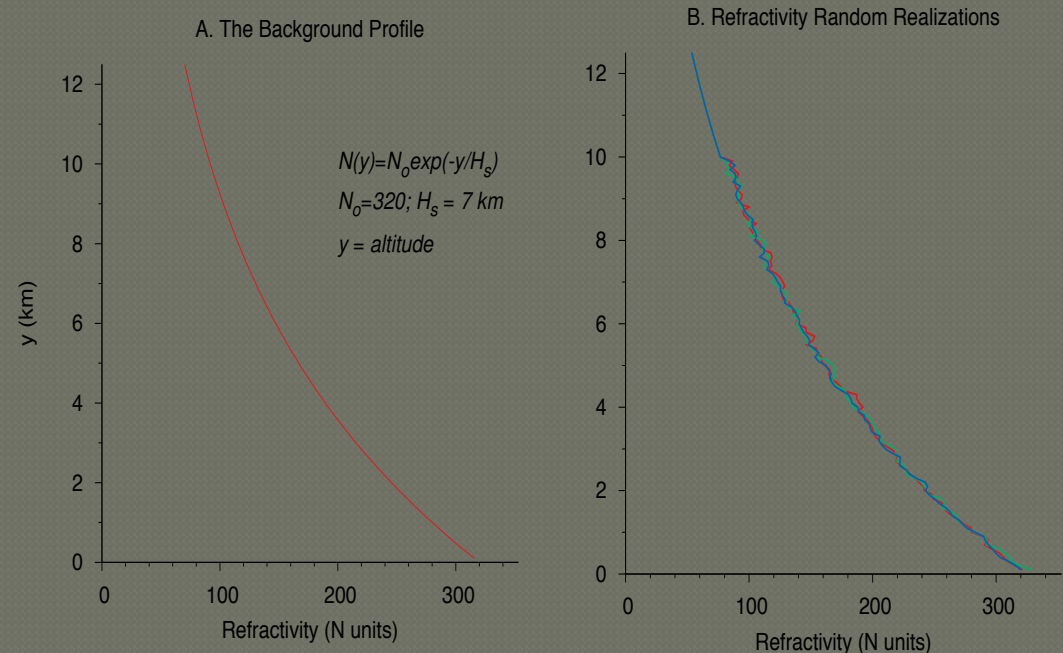 A. The Background Profile
12
10
8
6
4
2
0
y (km)
0 100 200 300
Refractivity (N units)
N(y)=Noexp(-y/Hs)
No=320; Hs = 7 km
y = altitude
B. Refractivity Random Realizations
12
10
8
6
4
2
0
0 100 200 300
Refractivity (N units)